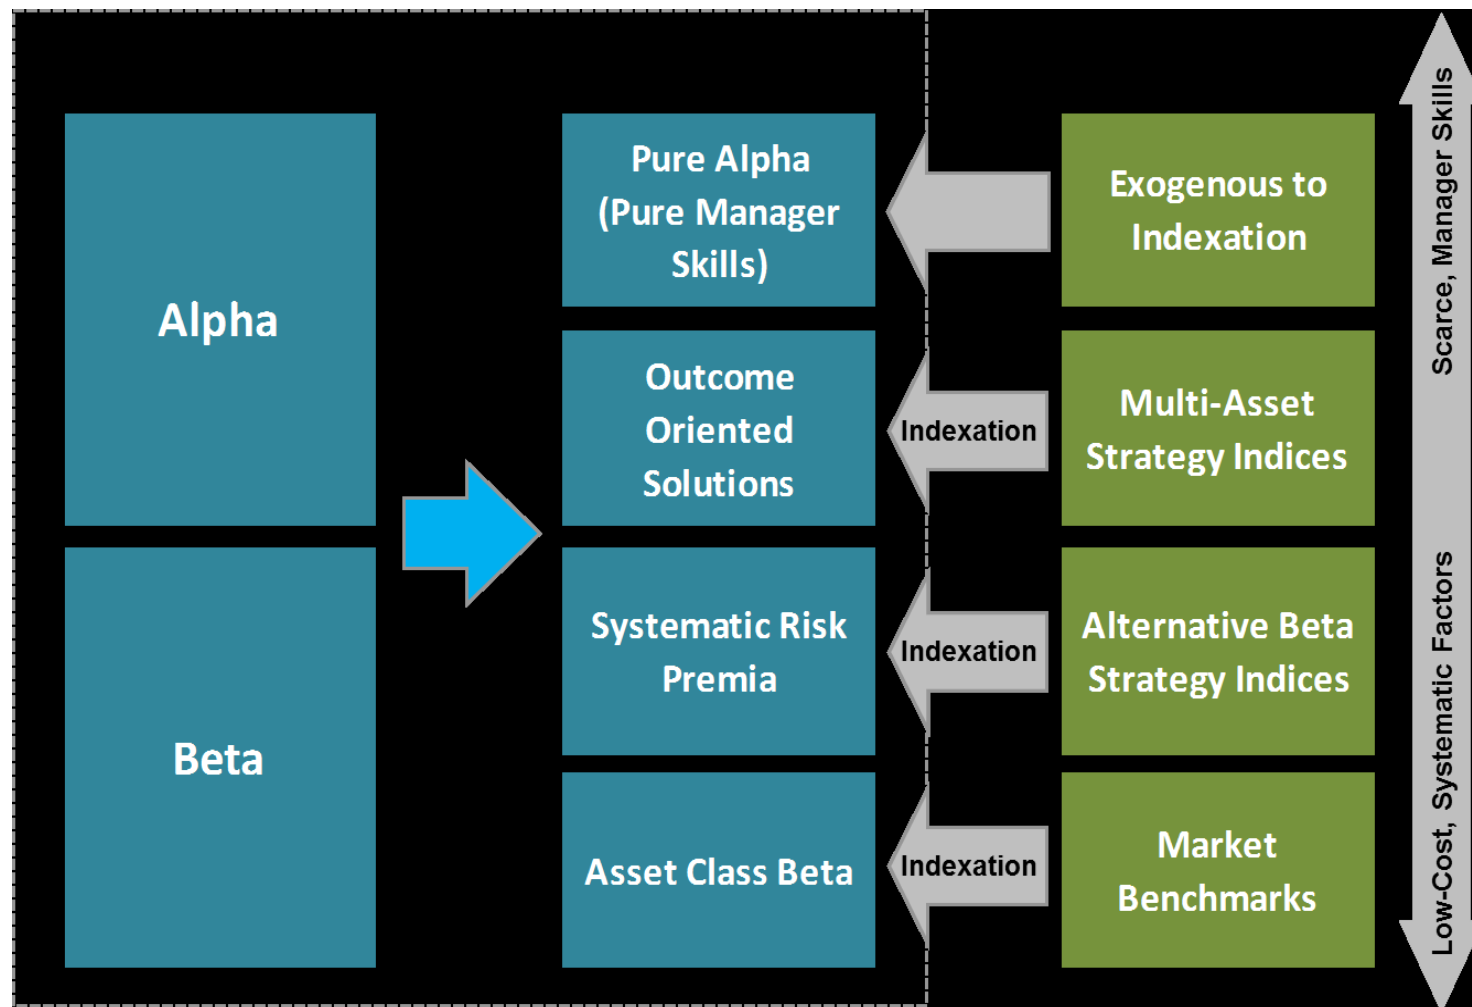 Alpha
Beta
Pure Alpha
(Pure Manager
Skills)
Outcome
Oriented
Solutions
Systematic Risk
Premia
Asset Class Beta
Indexation
Indexation
Indexation
Exogenous to
Indexation
Multi-Asset
Strategy Indices
Alternative Beta
Strategy Indices
Market
Benchmarks
Scarce, Manager Skills
Low-Cost, Systematic Factors